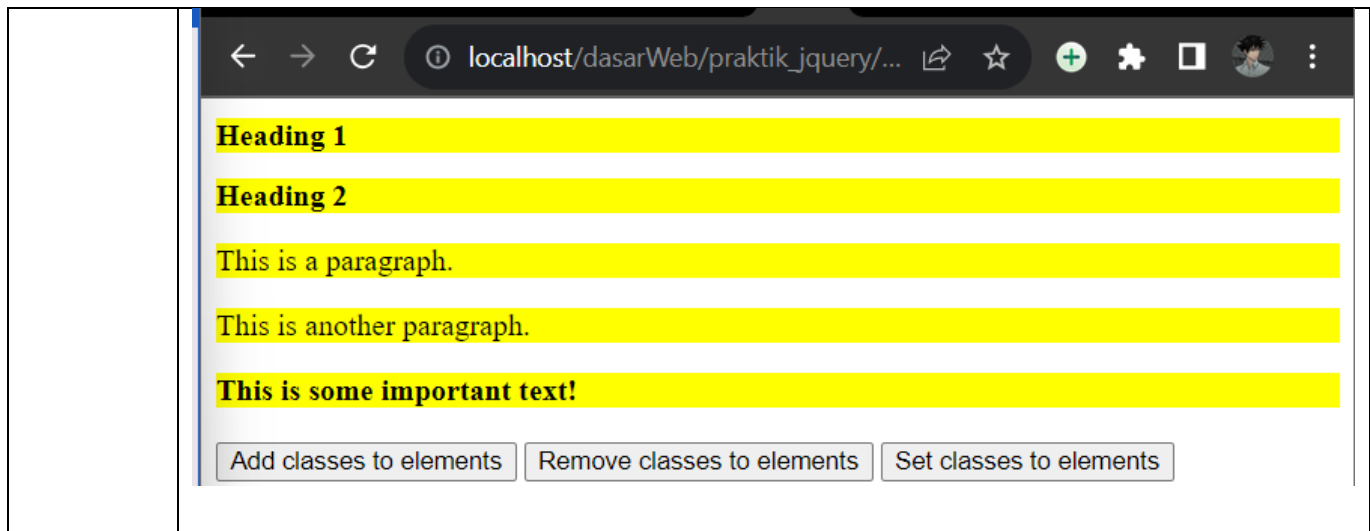 localhost/dasarWeb/praktik_jquery/...
Heading 1
Heading 2
This is a paragraph.
This is another paragraph.
This is some important text!
Add classes to elements Remove classes to elements Set classes to elements